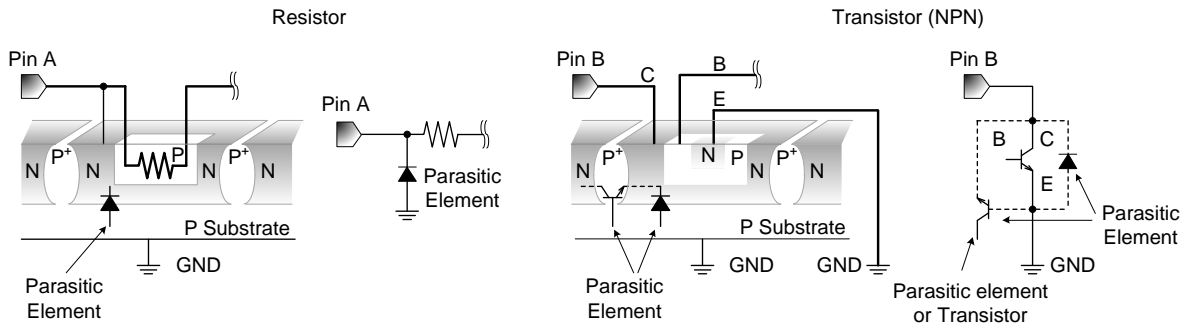 Resistor
Transistor (NPN)
Pin A
N
P+
N
P
N
P+
N
Parasitic
Element
P Substrate
GND
Pin A
Parasitic
Element
Pin B
C
B
E
N
P+
N
P
N
P+
N
P Substrate
Parasitic
Element
GND
GND
Pin B
B
C
E
Parasitic
Element
GND
Parasitic element
or Transistor